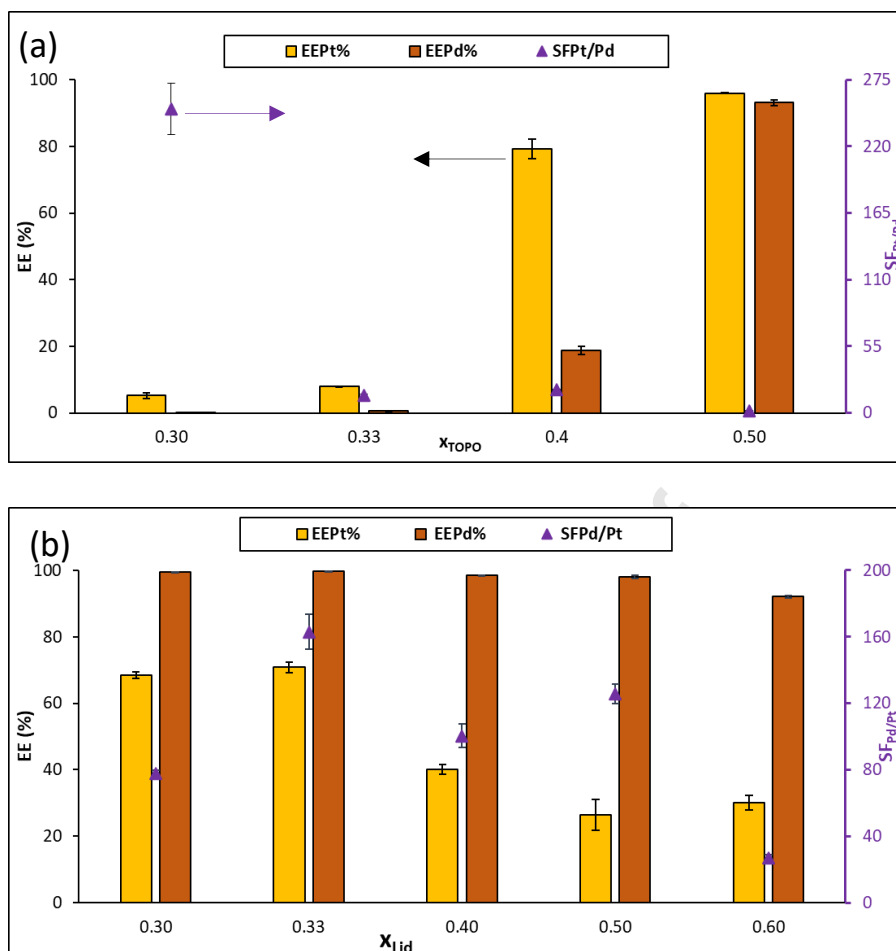 (a)
EEPt% EEPd% SFPt/Pd
100 275
80 220
60 165
40 110
20 55
0 0
EE (%)
SFPt/Pd
0.30 0.33 0.4 0.50
xTOPO
(b)
EEPt% EEPd% SFPd/Pt
100 200
80 160
60 120
40 80
20 40
0 0
EE (%)
SFPd/Pt
0.30 0.33 0.40 0.50 0.60
xLid